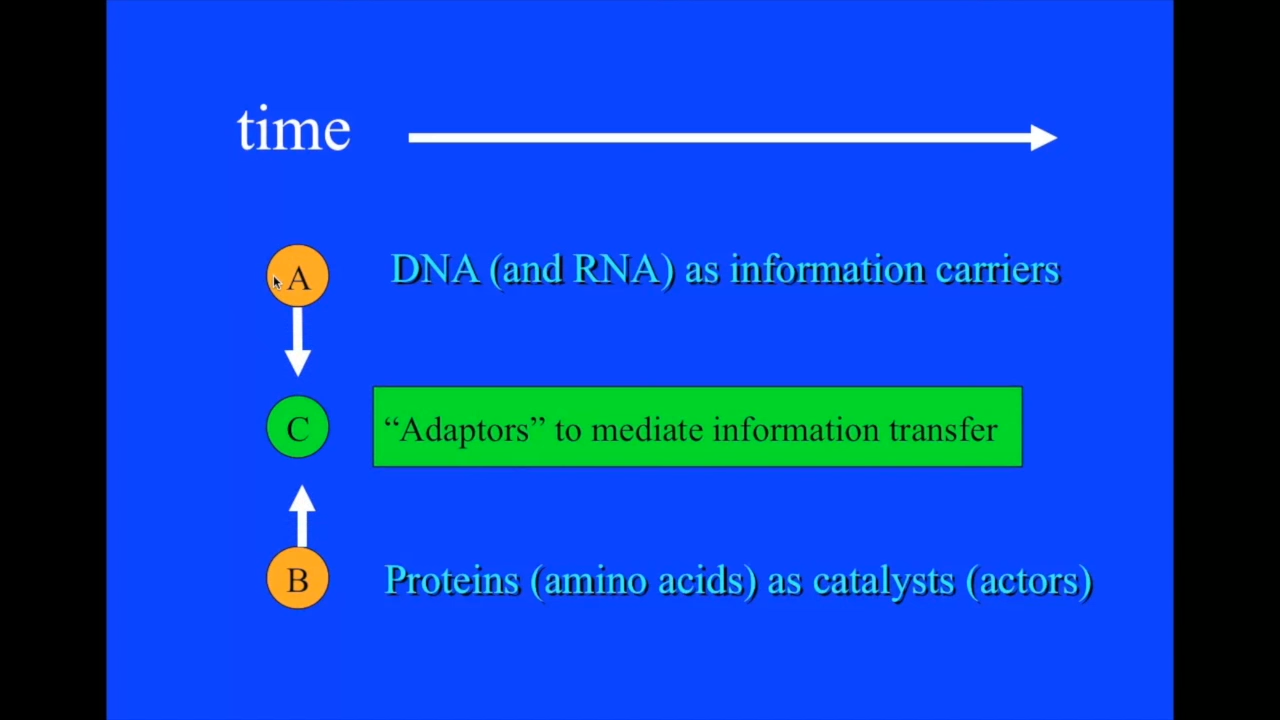 time
A DNA (and RNA) as information carriers
C “Adaptors” to mediate information transfer
B Proteins (amino acids) as catalysts (actors)